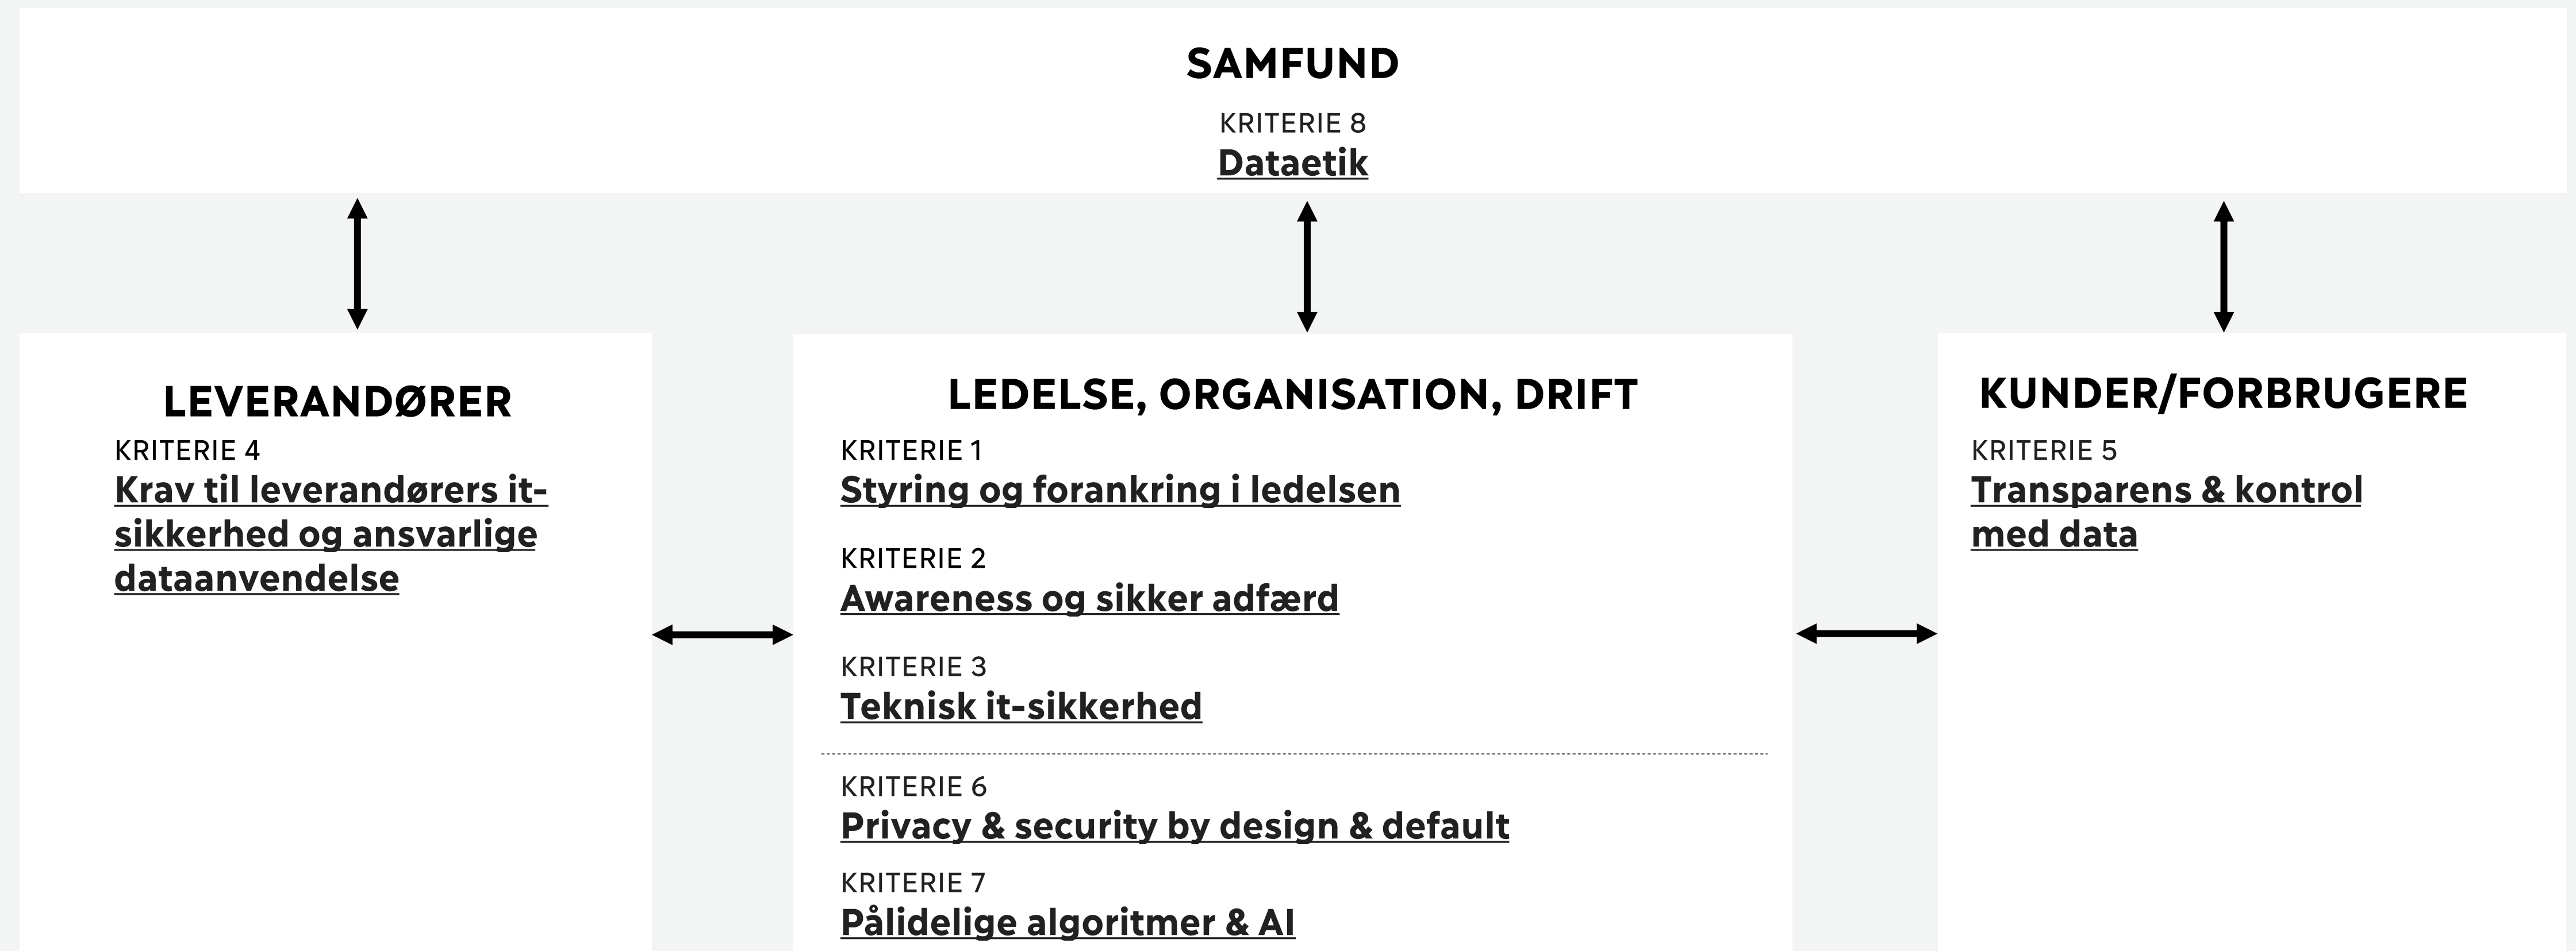 SAMFUND
KRITERIE 8
Dataetik
LEVERANDØRER
KRITERIE 4
Krav til leverandørers it-
sikkerhed og ansvarlige
dataanvendelse
LEDELSE, ORGANISATION, DRIFT
KRITERIE 1
Styring og forankring i ledelsen
KRITERIE 2
Awareness og sikker adfærd
KRITERIE 3
Teknisk it-sikkerhed
KRITERIE 6
Privacy & security by design & default
KRITERIE 7
Pålidelige algoritmer & AI
KUNDER/FORBRUGERE
KRITERIE 5
Transparens & kontrol
med data